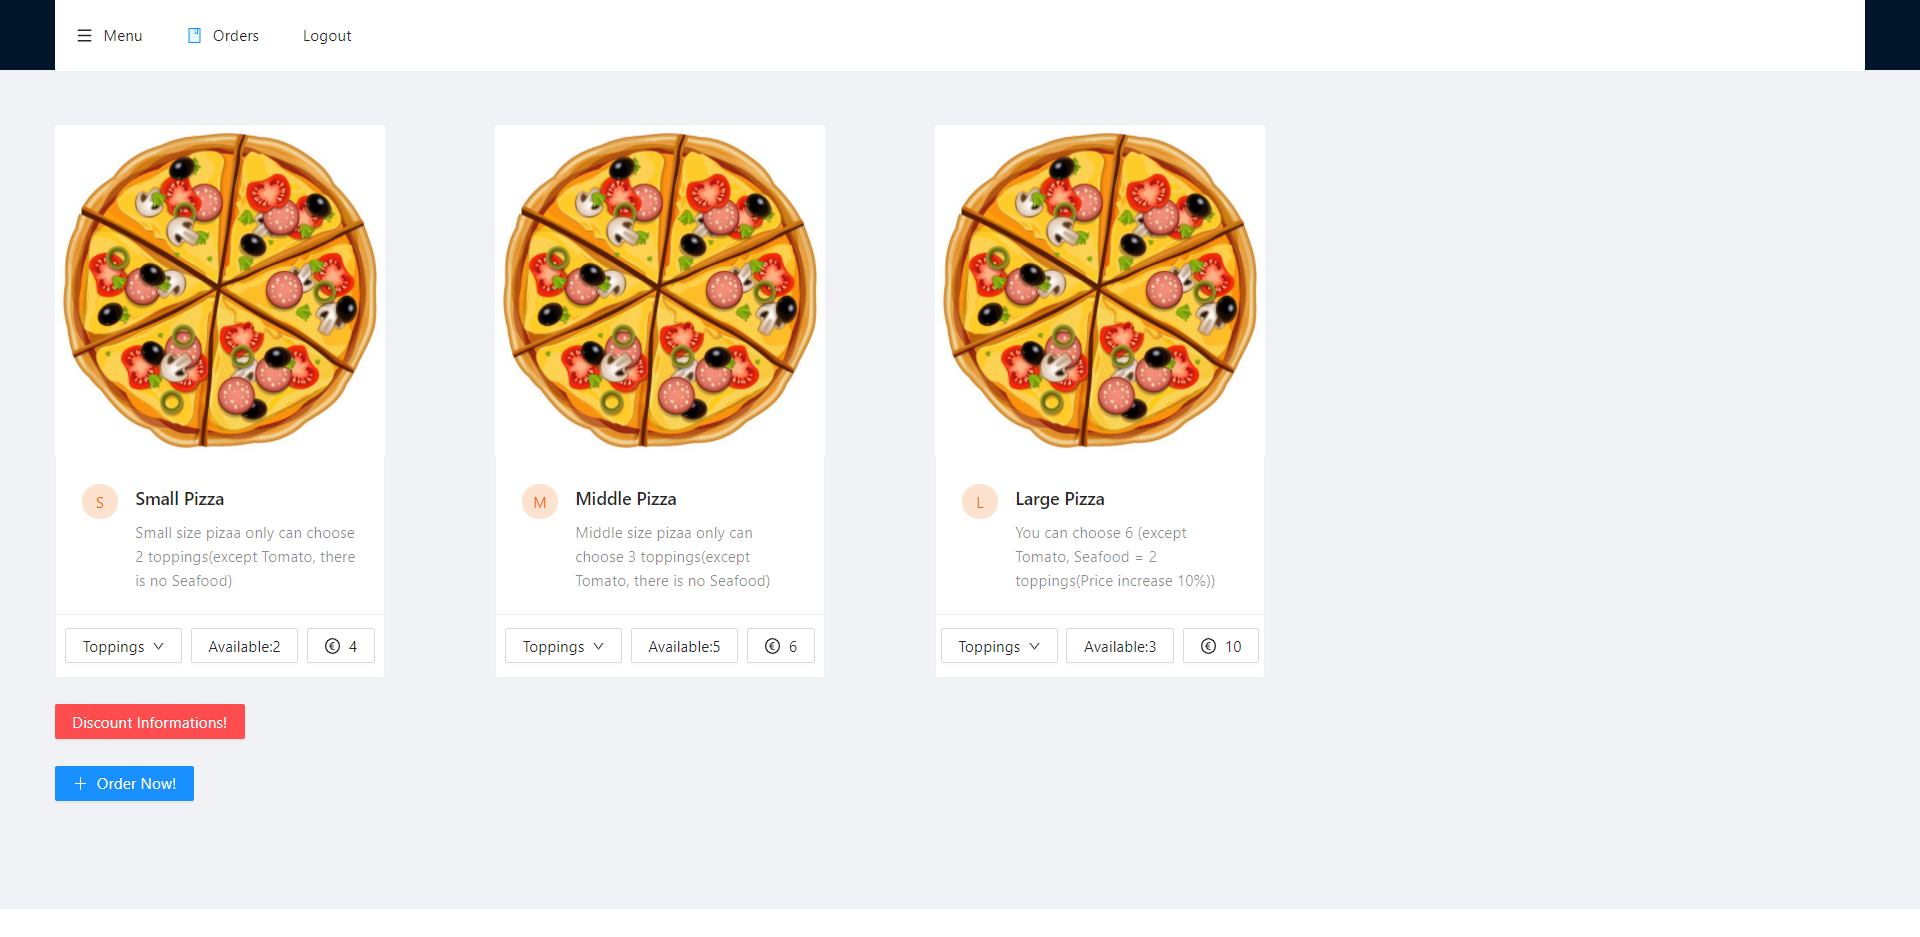 Menu Orders Logout
S Small Pizza
Small size pizaa only can choose
2 toppings(except Tomato, there
is no Seafood)
Toppings Available:2 € 4
M Middle Pizza
Middle size pizaa only can
choose 3 toppings(except
Tomato, there is no Seafood)
Toppings Available:5 € 6
L Large Pizza
You can choose 6 (except
Tomato, Seafood = 2
toppings(Price increase 10%))
Toppings Available:3 € 10
Discount Informations!
Order Now!